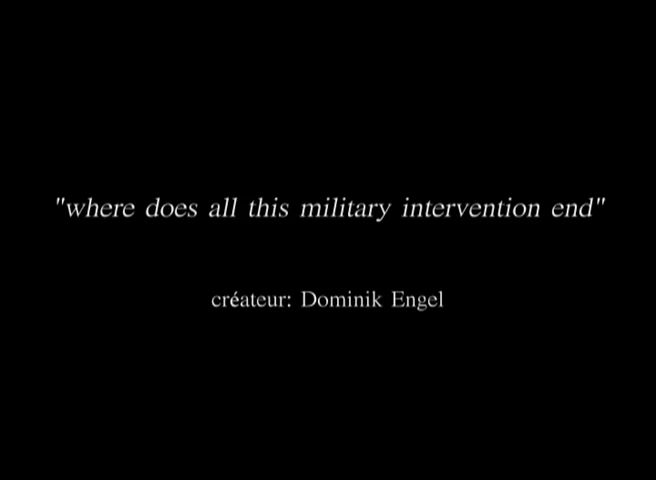 "where does all this military intervention end"
créateur: Dominik Engel